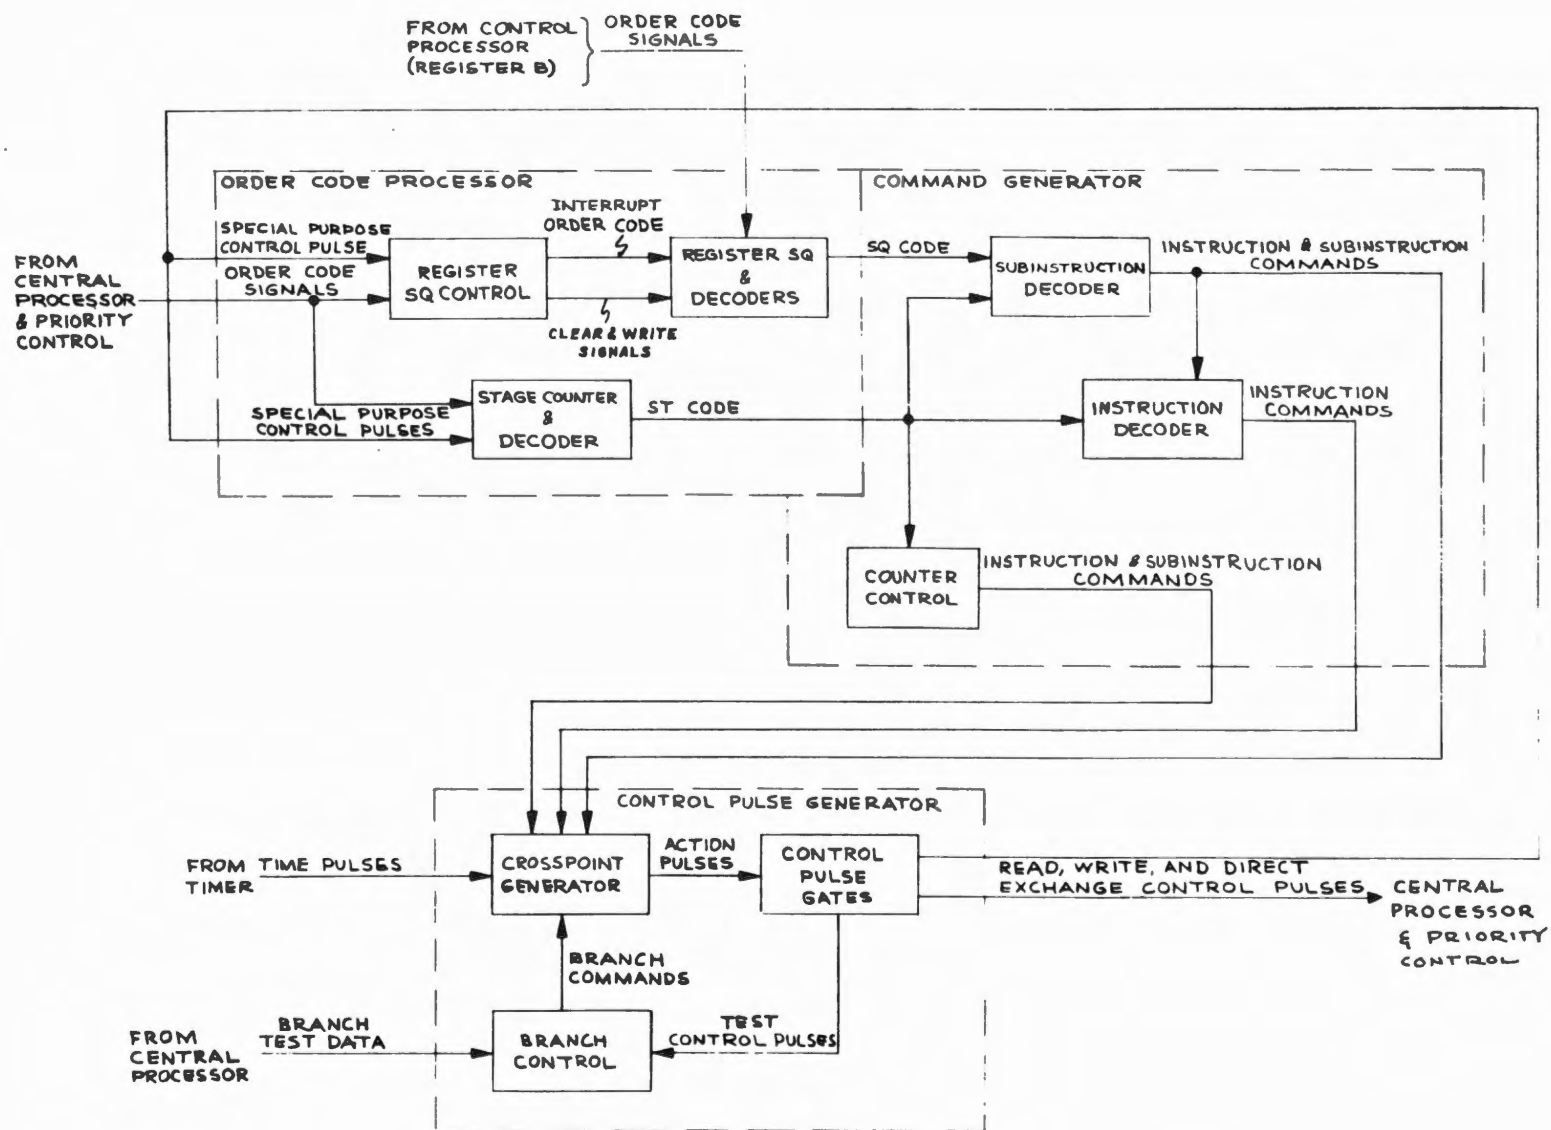 FROM CONTROL
PROCESSOR
(REGISTER B)
ORDER CODE
SIGNALS
ORDER CODE PROCESSOR
COMMAND GENERATOR
FROM
CENTRAL
PROCESSOR
& PRIORITY
CONTROL
SPECIAL PURPOSE
CONTROL PULSE
ORDER CODE
SIGNALS
REGISTER
SQ CONTROL
INTERRUPT
ORDER CODE
CLEAR & WRITE
SIGNALS
REGISTER SQ
&
DECODERS
SQ CODE
SUBINSTRUCTION
DECODER
INSTRUCTION & SUBINSTRUCTION
COMMANDS
SPECIAL PURPOSE
CONTROL PULSES
STAGE COUNTER
&
DECODER
ST CODE
INSTRUCTION
DECODER
INSTRUCTION
COMMANDS
COUNTER
CONTROL
INSTRUCTION & SUBINSTRUCTION
COMMANDS
CONTROL PULSE GENERATOR
FROM TIME PULSES
TIMER
CROSSPOINT
GENERATOR
ACTION
PULSES
CONTROL
PULSE
GATES
READ, WRITE, AND DIRECT
EXCHANGE CONTROL PULSES
CENTRAL
PROCESSOR
& PRIORITY
CONTROL
BRANCH
COMMANDS
FROM
CENTRAL
PROCESSOR
BRANCH
TEST DATA
BRANCH
CONTROL
TEST
CONTROL PULSES